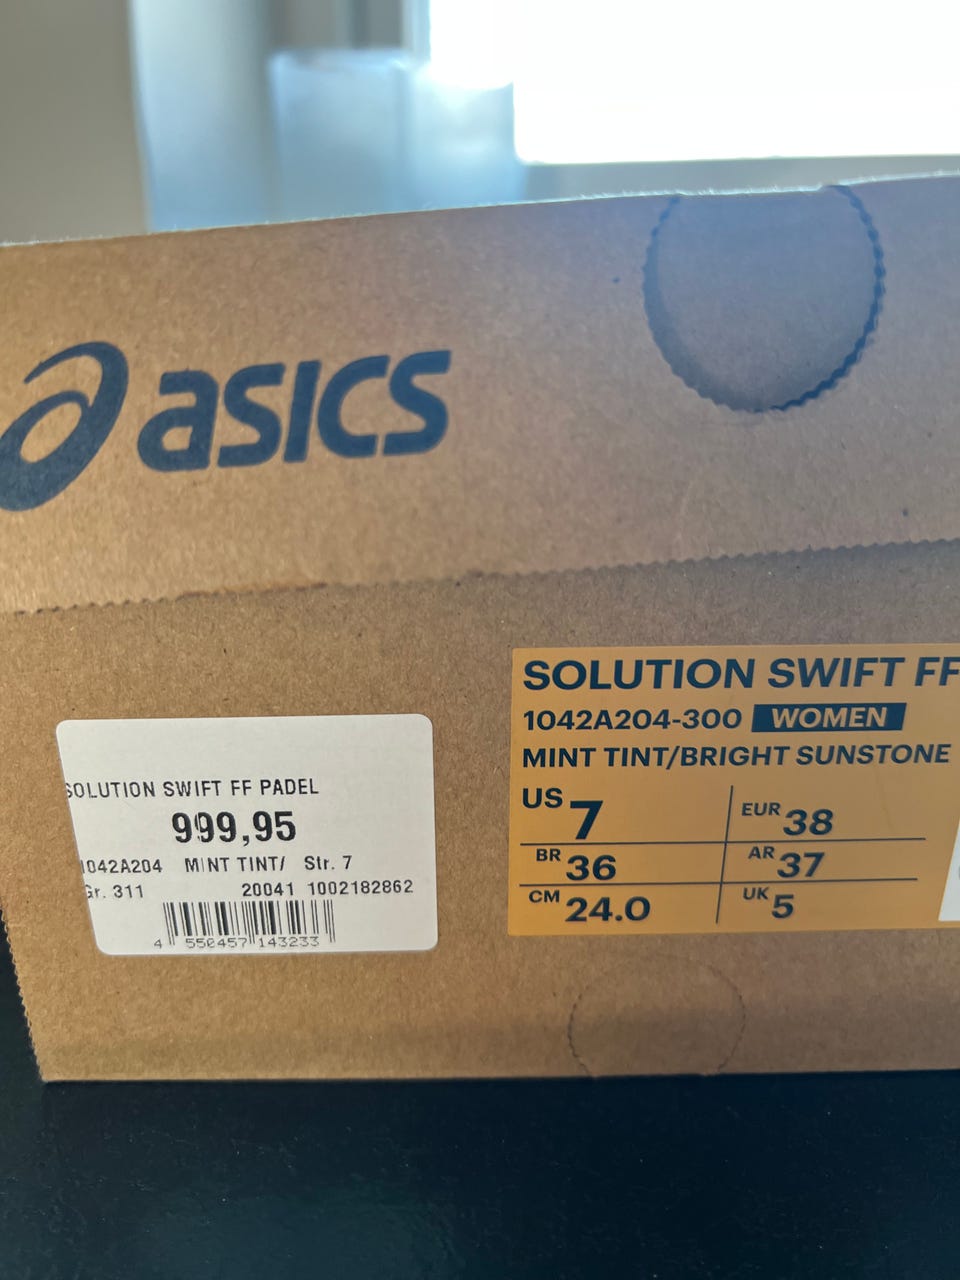 asics
SOLUTION SWIFT FF PADEL
999,95
1042A204 MINT TINT/ Str. 7
Gr. 311 20041 1002182862
4 550457 143233
SOLUTION SWIFT FF
1042A204-300 WOMEN
MINT TINT/BRIGHT SUNSTONE
US 7 EUR 38
BR 36 AR 37
CM 24.0 UK 5